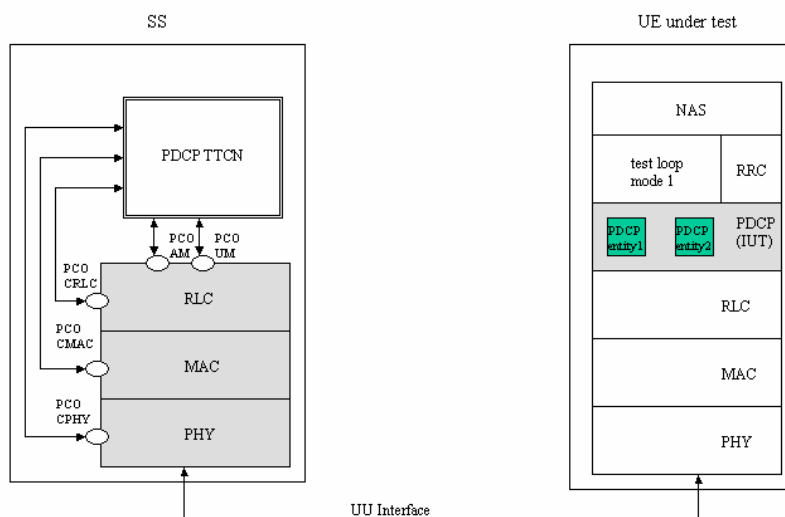 SS
UE under test
PDCP TTCN
PCO
AM
PCO
UM
PCO
CRLC
RLC
PCO
CMAC
MAC
PCO
CPHY
PHY
NAS
test loop
mode 1
RRC
PDCP
entity1
PDCP
entity2
PDCP
(IUT)
RLC
MAC
PHY
UU Interface